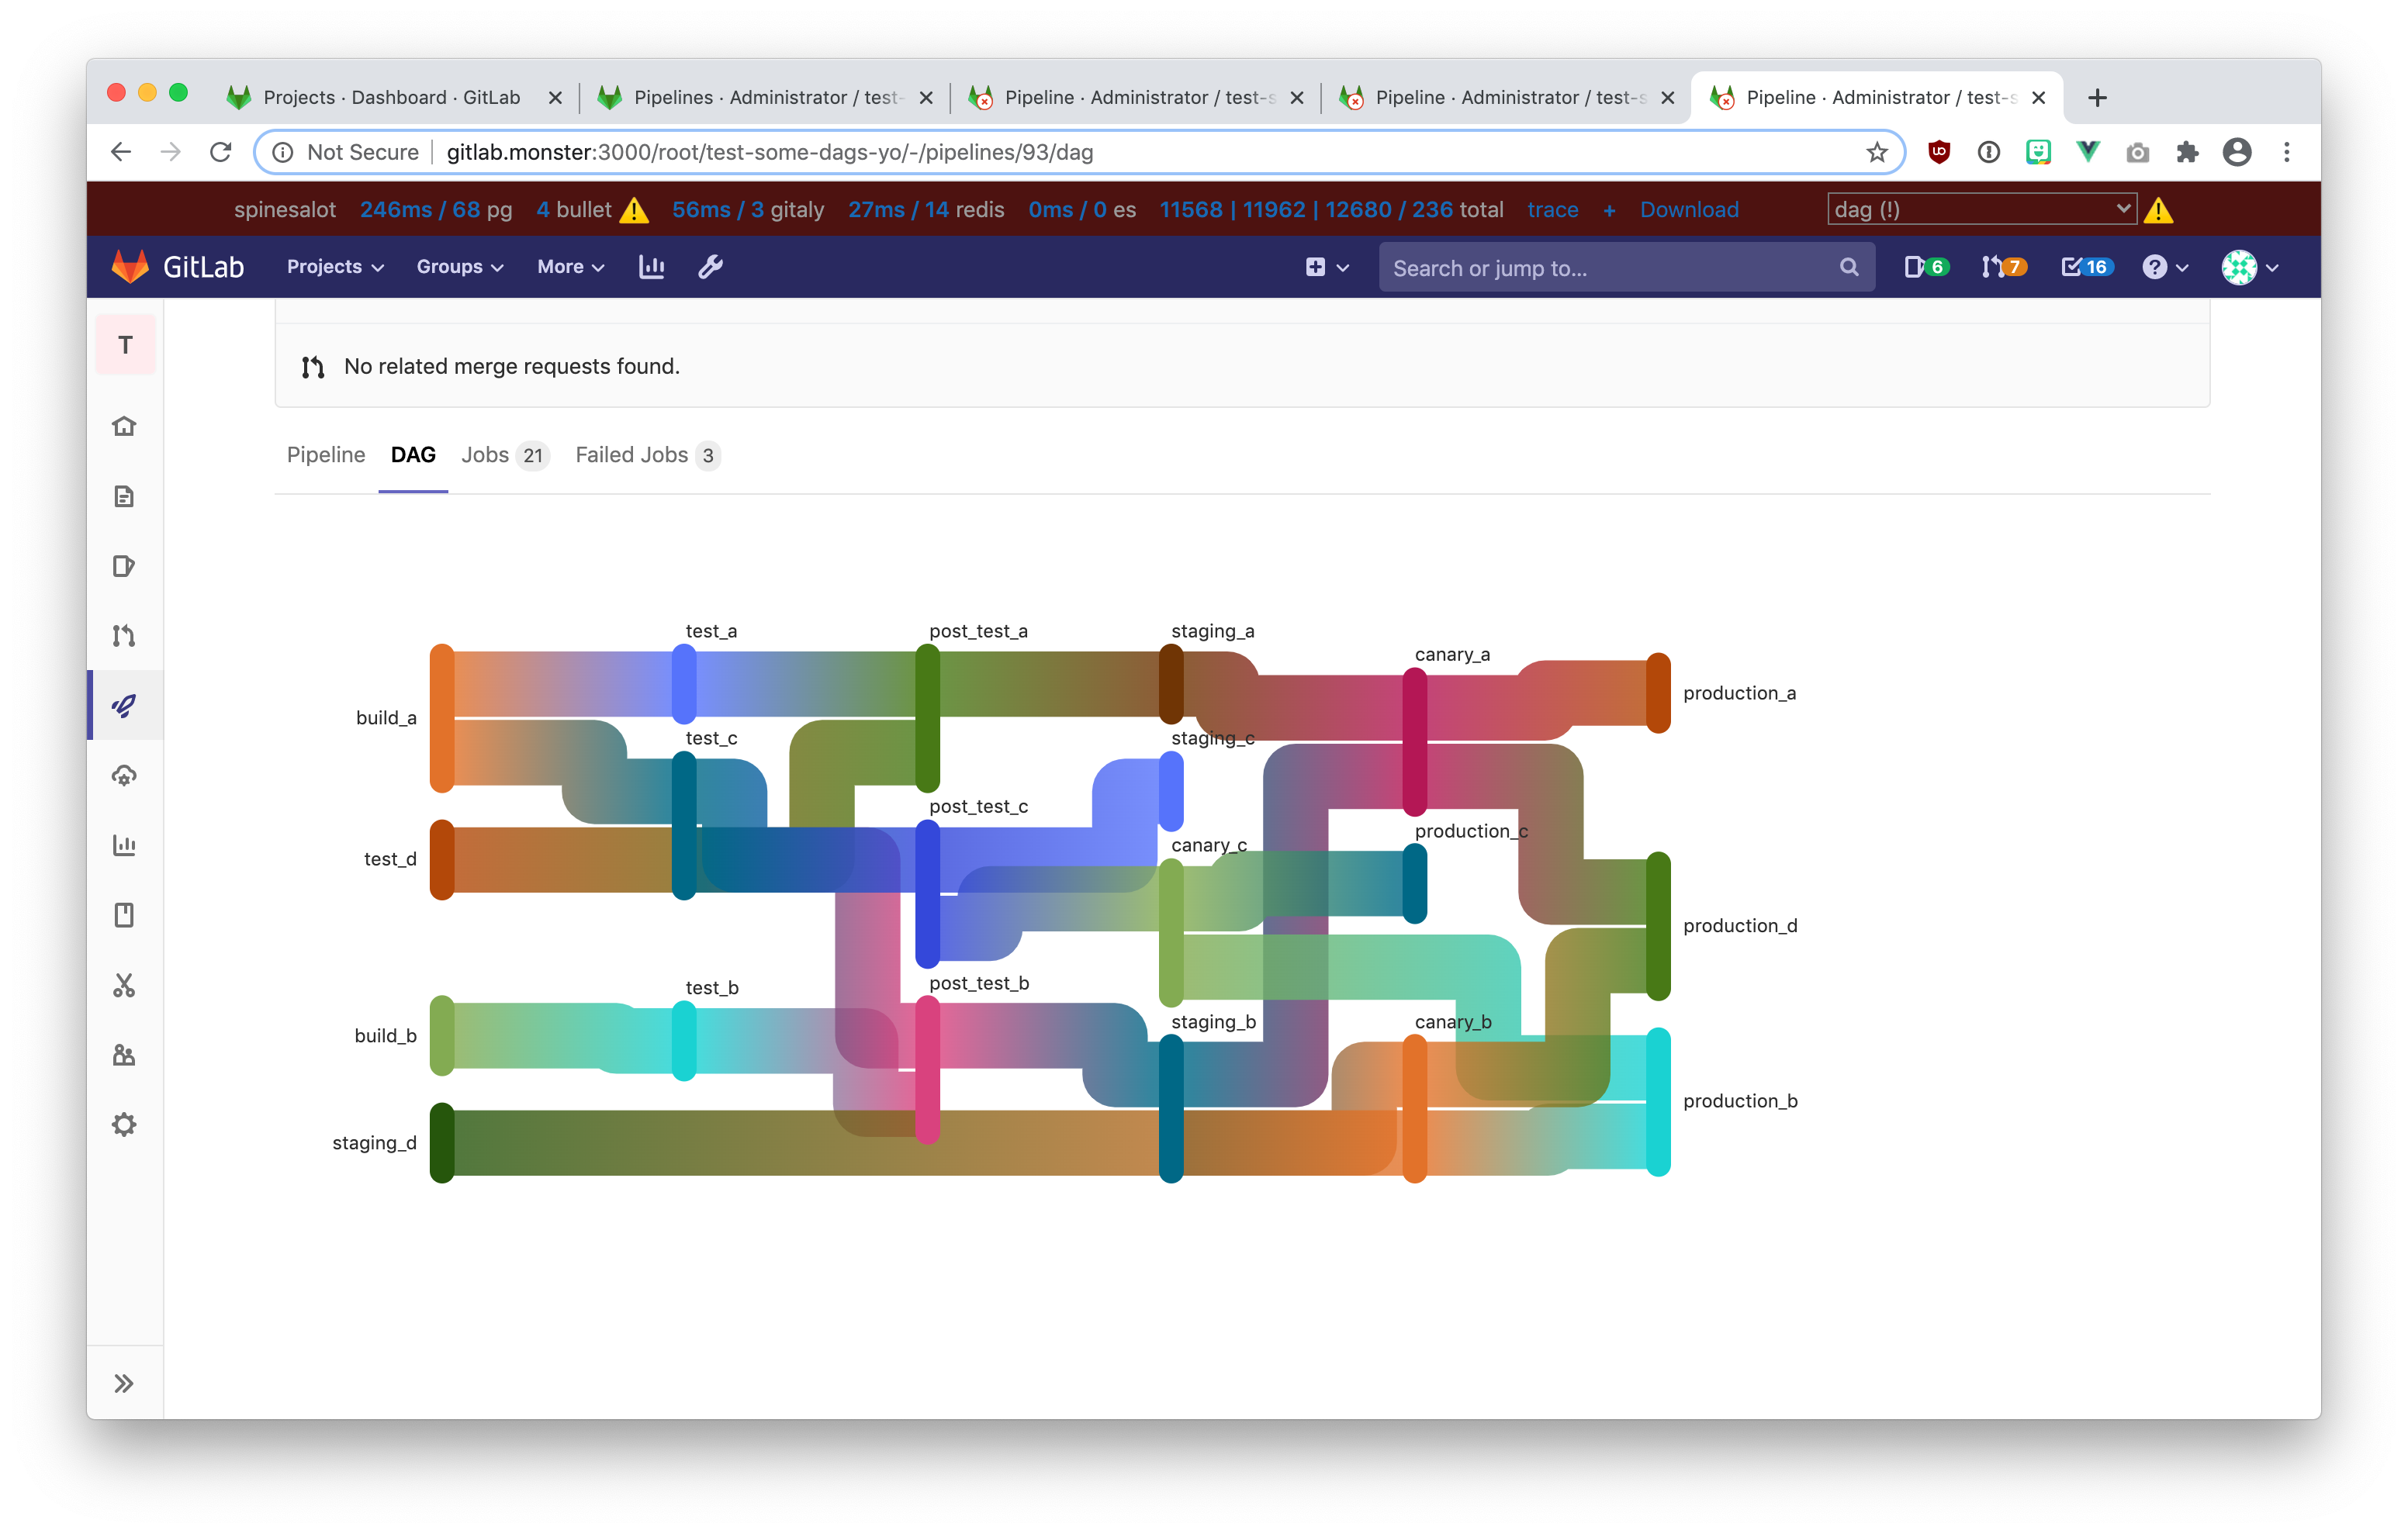 Projects · Dashboard · GitLab
Pipelines · Administrator / test-
Pipeline · Administrator / test-s
Pipeline · Administrator / test-s
Pipeline · Administrator / test-s
Not Secure gitlab.monster:3000/root/test-some-dags-yo/-/pipelines/93/dag
spinesalot 246ms / 68 pg 4 bullet 56ms / 3 gitaly 27ms / 14 redis 0ms / 0 es 11568 | 11962 | 12680 / 236 total trace + Download dag (!)
GitLab Projects Groups More Search or jump to... 6 7 16
T
No related merge requests found.
Pipeline DAG Jobs 21 Failed Jobs 3
test_a post_test_a staging_a
canary_a
production_a
build_a
test_c staging_c
post_test_c
production_c
canary_c
test_d
production_d
post_test_b
test_b
staging_b canary_b
build_b
production_b
staging_d